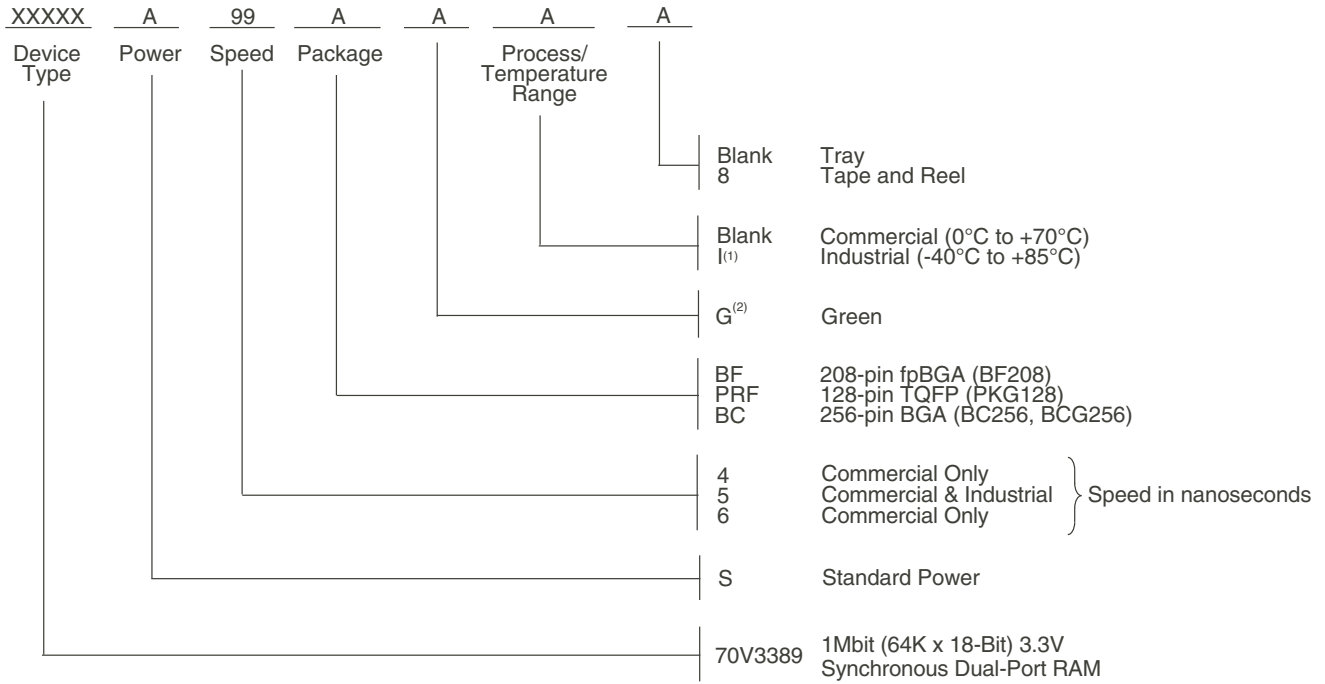 XXXXX A 99 A A A A
Device Type Power Speed Package Process/ Temperature Range
Blank Tray
8 Tape and Reel
Blank Commercial (0°C to +70°C)
I(1) Industrial (-40°C to +85°C)
G(2) Green
BF 208-pin fpBGA (BF208)
PRF 128-pin TQFP (PKG128)
BC 256-pin BGA (BC256, BCG256)
4 Commercial Only
5 Commercial & Industrial Speed in nanoseconds
6 Commercial Only
S Standard Power
70V3389 1Mbit (64K x 18-Bit) 3.3V
Synchronous Dual-Port RAM